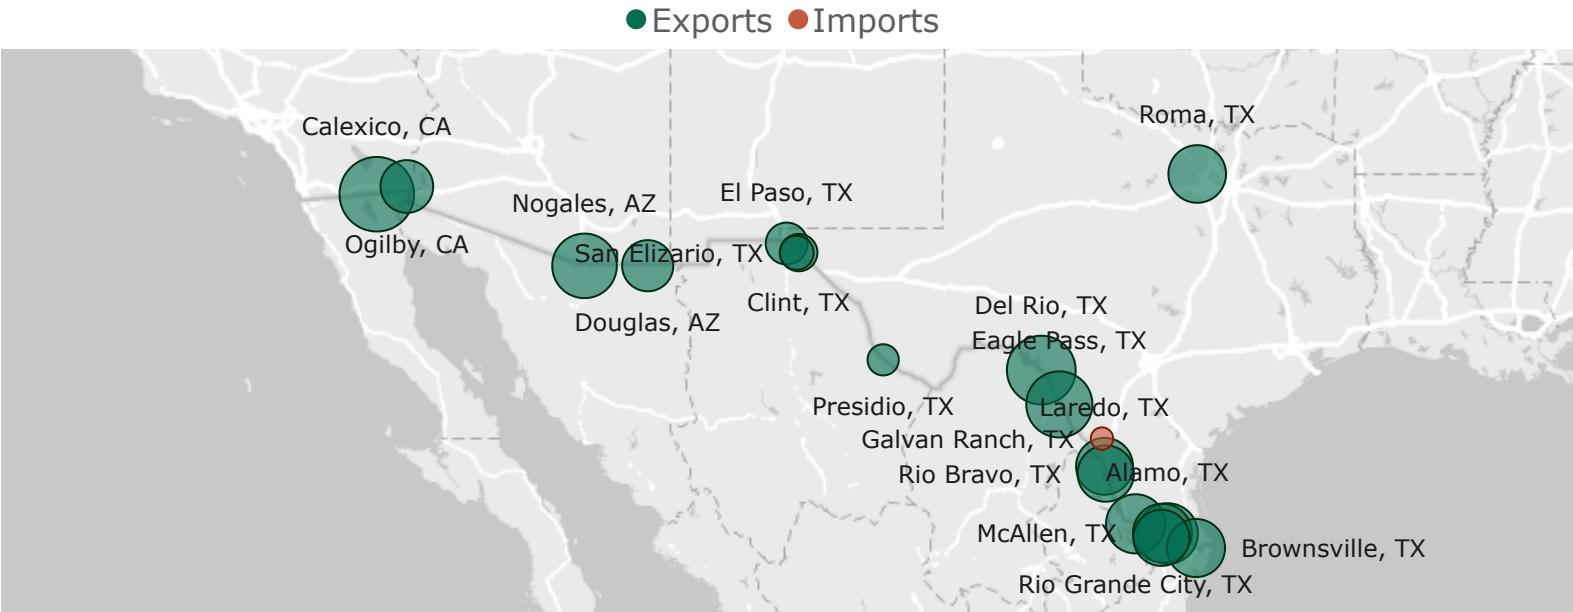 Exports Imports
Roma, TX
Calexico, CA
El Paso, TX
Nogales, AZ
Ogilby, CA
San Elizario, TX
Clint, TX
Del Rio, TX
Douglas, AZ
Eagle Pass, TX
Presidio, TX
Laredo, TX
Galvan Ranch, TX
Rio Bravo, TX
Alamo, TX
McAllen, TX
Brownsville, TX
Rio Grande City, TX